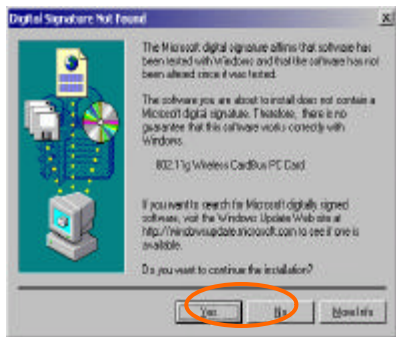 Digital Signature Not Found
The Microsoft digital signature affirms that software has
been tested with Windows and that the software has not
been altered since it was tested.
The software you are about to install does not contain a
Microsoft digital signature. Therefore, there is no
guarantee that this software works correctly with
Windows.
802.11g Wireless CardBus PC Card
If you want to search for Microsoft digitally signed
software, visit the Windows Update Web site at
http://windowsupdate.microsoft.com to see if one is
available.
Do you want to continue the installation?
Yes No More Info